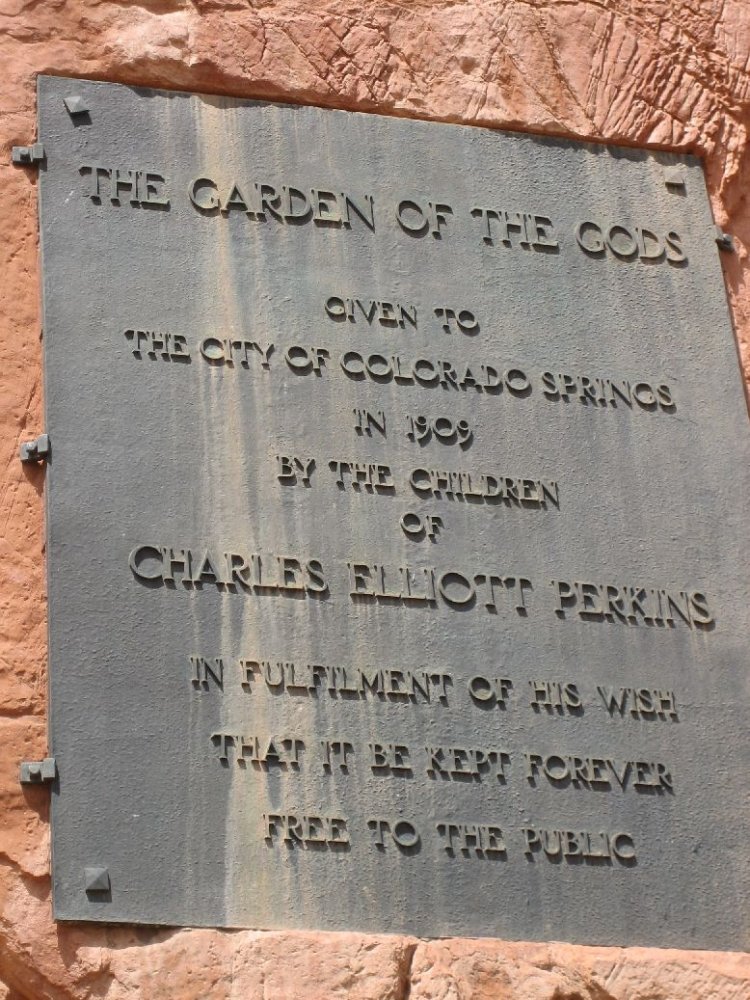 THE GARDEN OF THE GODS
GIVEN TO
THE CITY OF COLORADO SPRINGS
IN 1909
BY THE CHILDREN
OF
CHARLES ELLIOTT PERKINS
IN FULFILMENT OF HIS WISH
THAT IT BE KEPT FOREVER
FREE TO THE PUBLIC